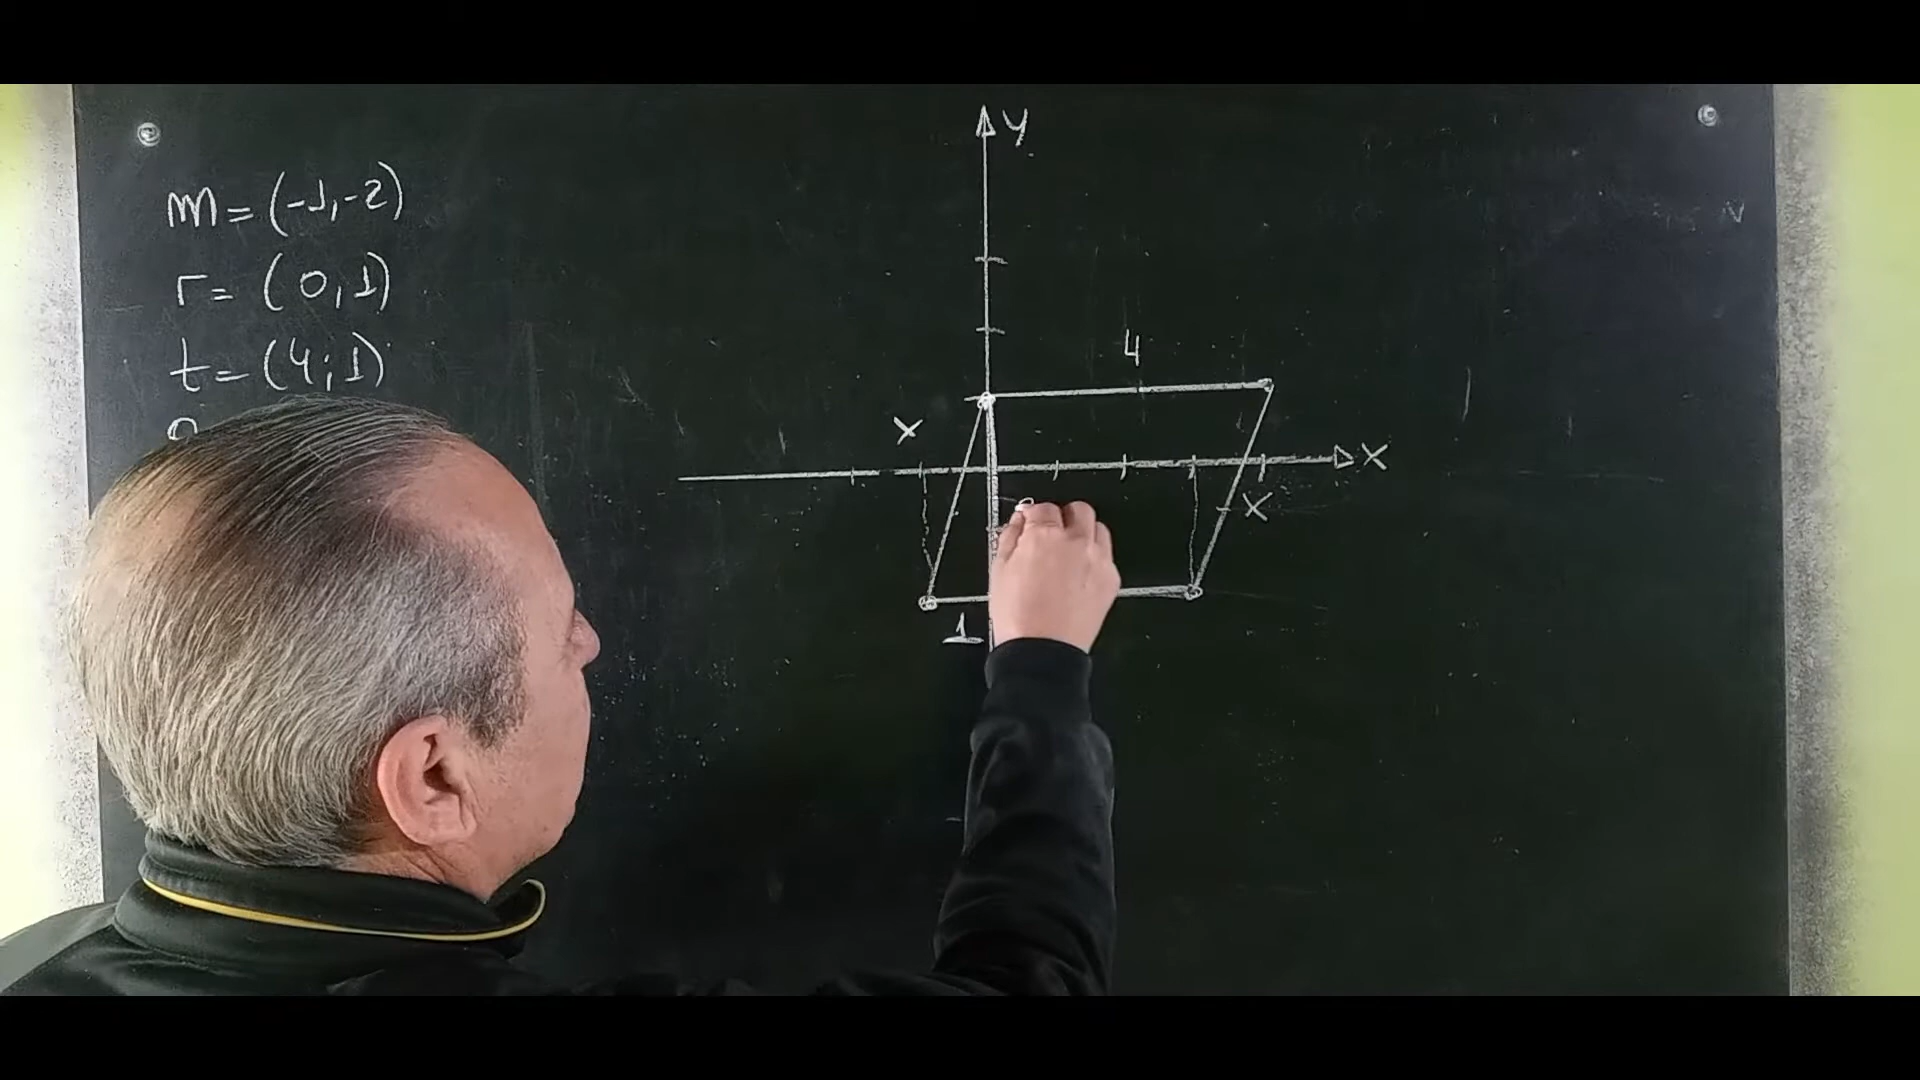 m=(-1,-2)
r=(0,1)
t=(4;1)
y
4
x
x
x
1